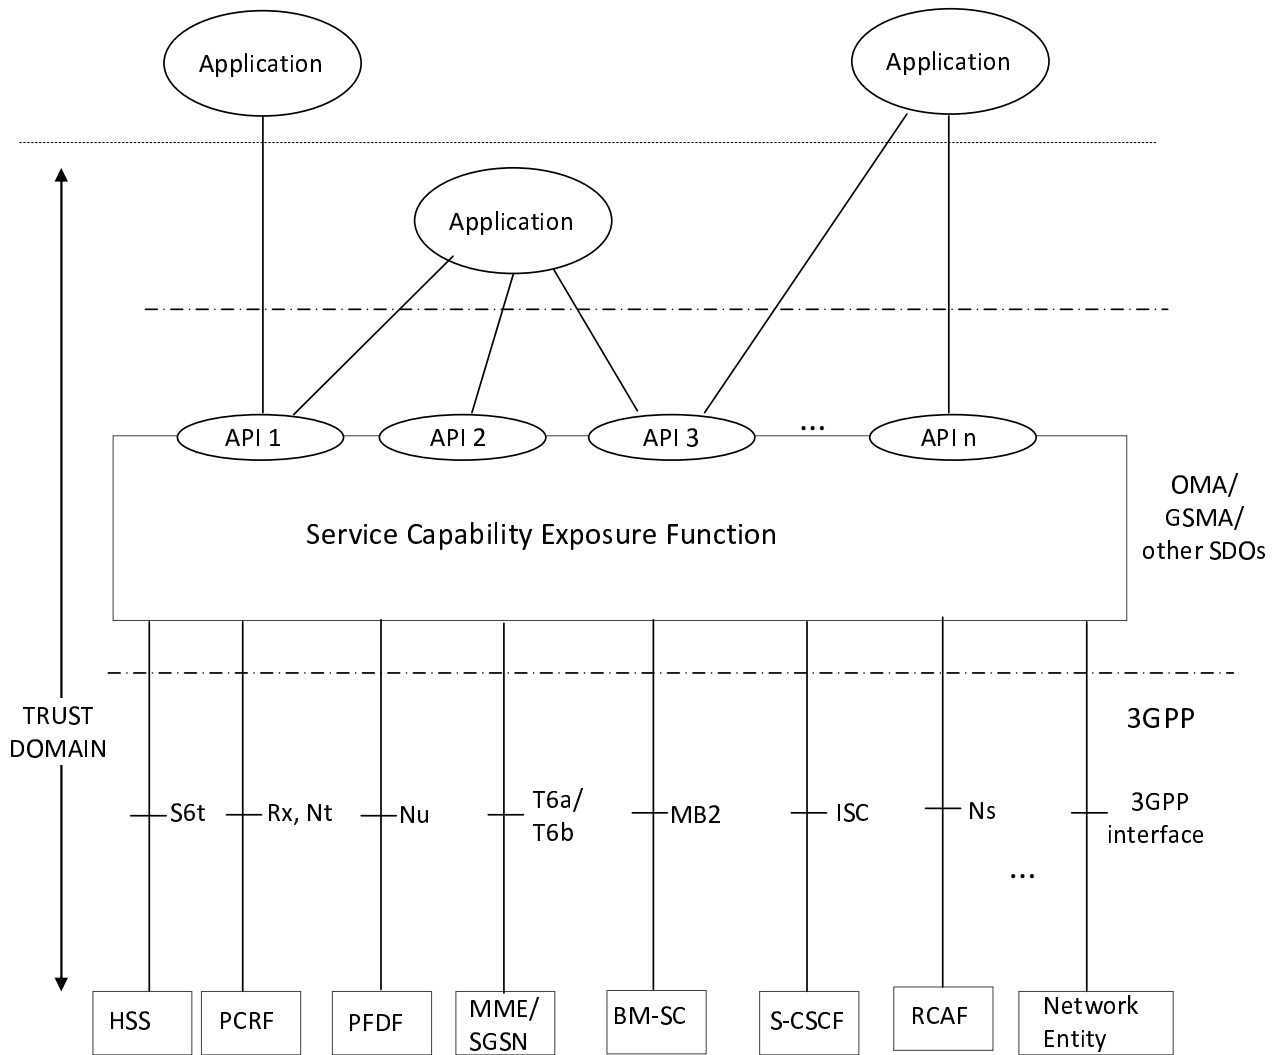 Application
Application
Application
API 1
API 2
API 3
...
API n
OMA/
GSMA/
other SDOs
Service Capability Exposure Function
TRUST
DOMAIN
3GPP
S6t
Rx, Nt
Nu
T6a/
T6b
MB2
ISC
Ns
3GPP
interface
...
HSS
PCRF
PFDF
MME/
SGSN
BM-SC
S-CSCF
RCAF
Network
Entity